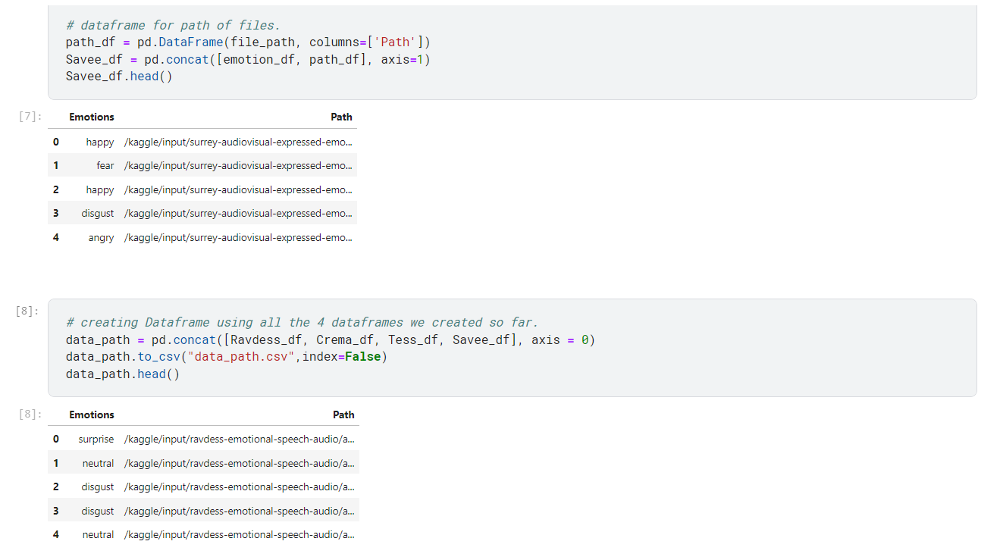 # dataframe for path of files.
path_df = pd.DataFrame(file_path, columns=['Path'])
Savee_df = pd.concat([emotion_df, path_df], axis=1)
Savee_df.head()
[7]:
Emotions Path
0 happy /kaggle/input/surrey-audiovisual-expressed-emo...
1 fear /kaggle/input/surrey-audiovisual-expressed-emo...
2 happy /kaggle/input/surrey-audiovisual-expressed-emo...
3 disgust /kaggle/input/surrey-audiovisual-expressed-emo...
4 angry /kaggle/input/surrey-audiovisual-expressed-emo...
[8]:
# creating Dataframe using all the 4 dataframes we created so far.
data_path = pd.concat([Ravdess_df, Crema_df, Tess_df, Savee_df], axis = 0)
data_path.to_csv("data_path.csv",index=False)
data_path.head()
[8]:
Emotions Path
0 surprise /kaggle/input/ravdess-emotional-speech-audio/a...
1 neutral /kaggle/input/ravdess-emotional-speech-audio/a...
2 disgust /kaggle/input/ravdess-emotional-speech-audio/a...
3 disgust /kaggle/input/ravdess-emotional-speech-audio/a...
4 neutral /kaggle/input/ravdess-emotional-speech-audio/a...